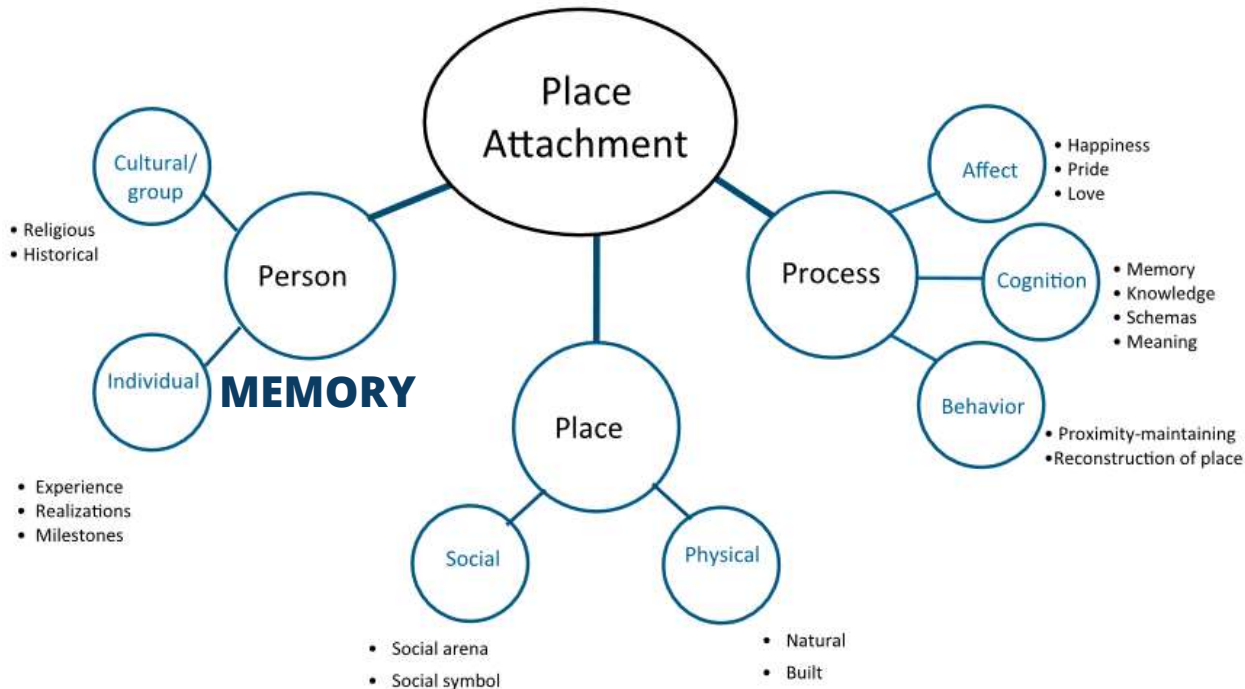 Place
Attachment
Cultural/
group
• Religious
• Historical
Person
Individual
MEMORY
• Experience
• Realizations
• Milestones
Place
Social
• Social arena
• Social symbol
Physical
• Natural
• Built
Process
Affect
• Happiness
• Pride
• Love
Cognition
• Memory
• Knowledge
• Schemas
• Meaning
Behavior
• Proximity-maintaining
•Reconstruction of place